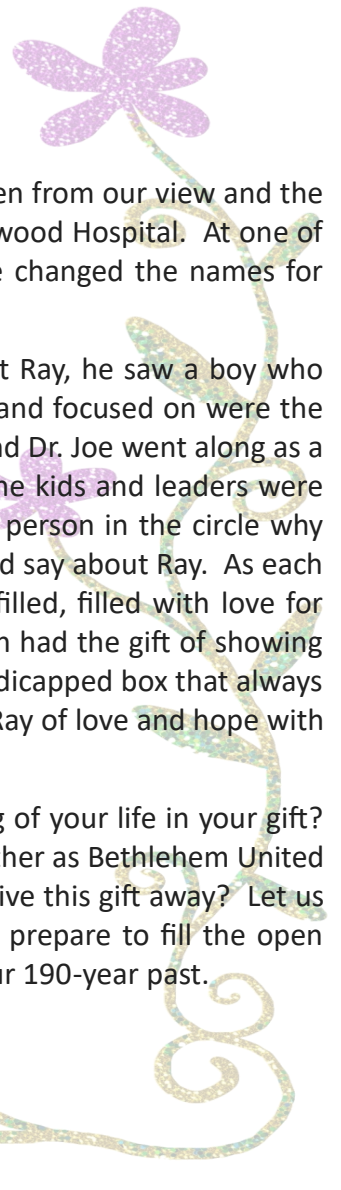 en from our view and the
wood Hospital. At one of
e changed the names for
t Ray, he saw a boy who
and focused on were the
nd Dr. Joe went along as a
he kids and leaders were
person in the circle why
d say about Ray. As each
filled, filled with love for
n had the gift of showing
dicapped box that always
Ray of love and hope with
g of your life in your gift?
ther as Bethlehem United
ive this gift away? Let us
prepare to fill the open
ur 190-year past.